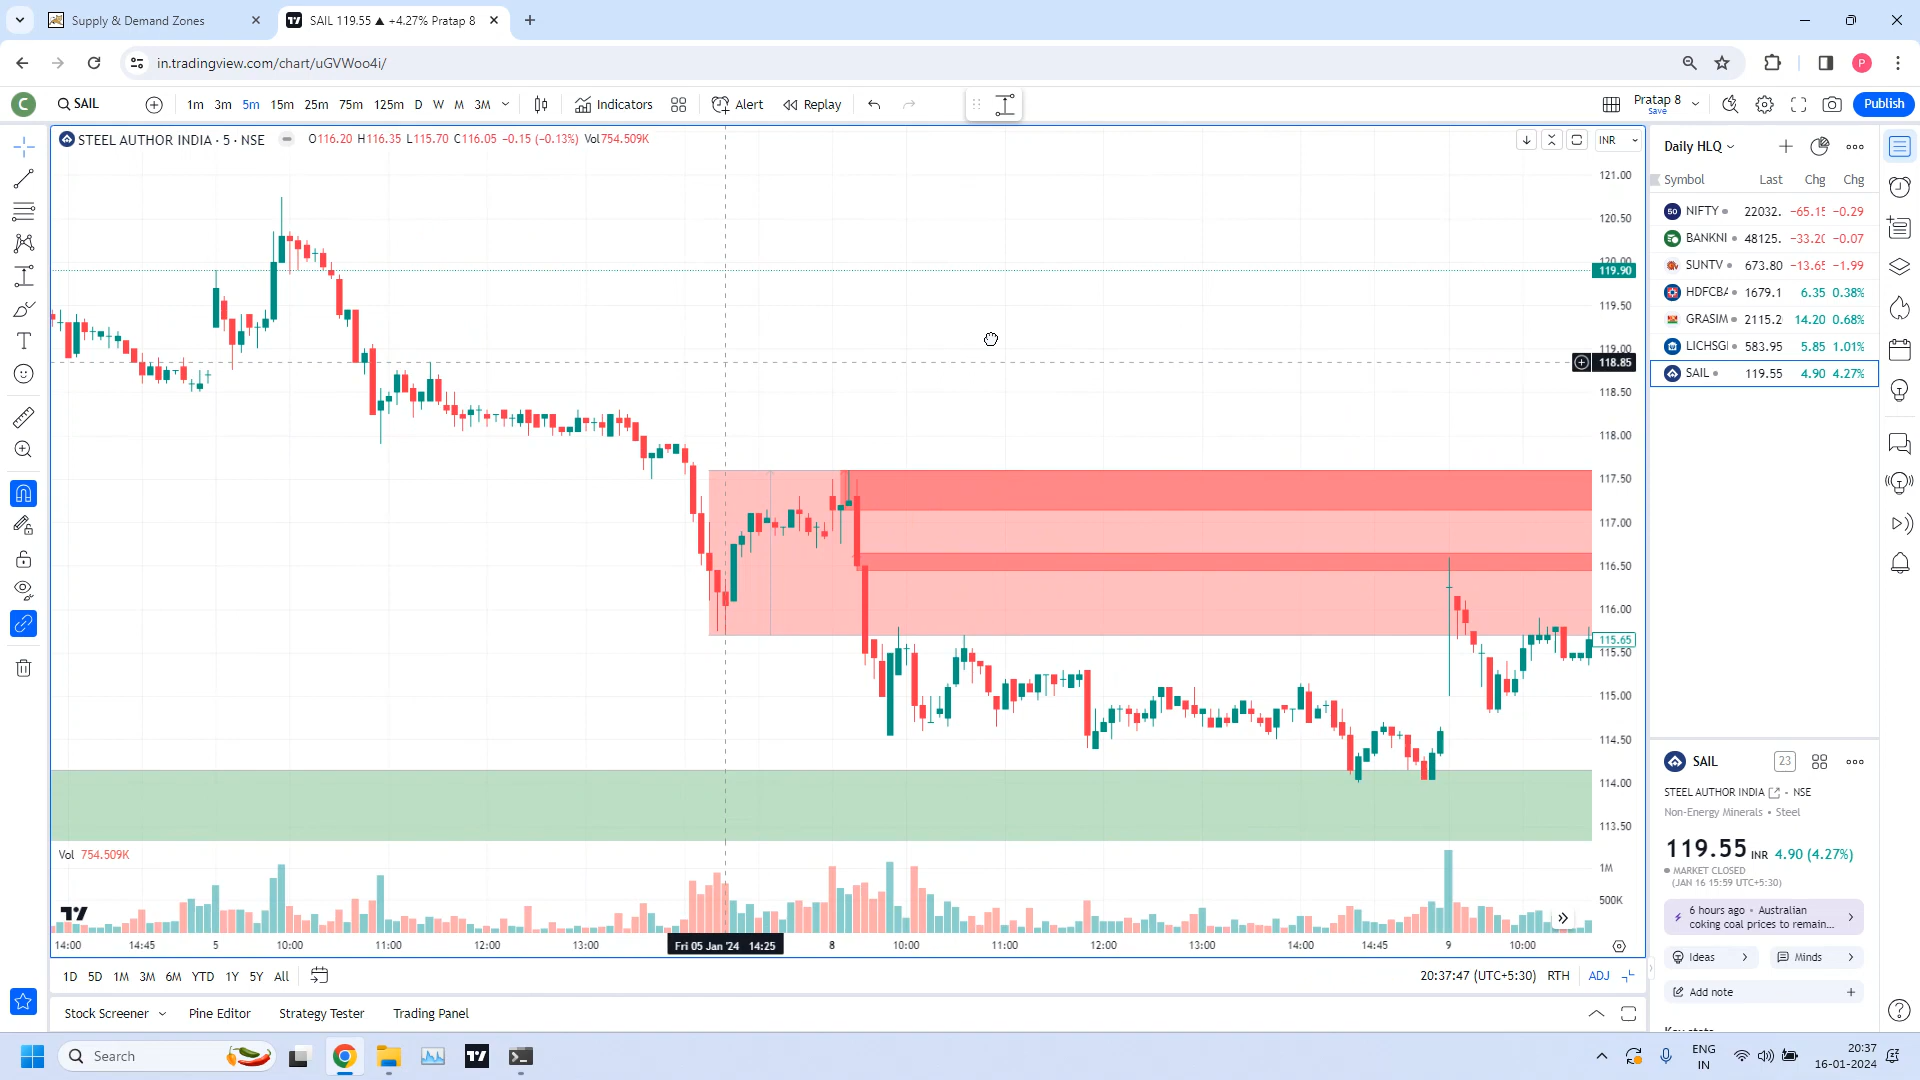 Supply & Demand Zones
SAIL 119.55 ▲ +4.27% Pratap 8
in.tradingview.com/chart/uGVWoo4i/
P
C
SAIL
1m 3m 5m 15m 25m 75m 125m D W M 3M
Indicators
Alert
Replay
Pratap 8
Save
Publish
STEEL AUTHOR INDIA · 5 · NSE
O116.20 H116.35 L115.70 C116.05 −0.15 (−0.13%) Vol754.509K
INR
121.00
120.50
120.00
119.90
119.50
119.00
118.85
118.50
118.00
117.50
117.00
116.50
116.00
115.65
115.50
115.00
114.50
114.00
113.50
Vol 754.509K
1M
500K
14:00 14:45 5 10:00 11:00 12:00 13:00 Fri 05 Jan '24 14:25 8 10:00 11:00 12:00 13:00 14:00 14:45 9 10:00
1D 5D 1M 3M 6M YTD 1Y 5Y All
20:37:47 (UTC+5:30) RTH ADJ
Stock Screener Pine Editor Strategy Tester Trading Panel
Daily HLQ
Symbol Last Chg Chg
50 NIFTY 22032. −65.15 −0.29
BANKNI 48125. −33.20 −0.07
SUNTV 673.80 −13.65 −1.99
HDFCBA 1679.1 6.35 0.38%
GRASIM 2115.2 14.20 0.68%
LICHSGI 583.95 5.85 1.01%
SAIL 119.55 4.90 4.27%
SAIL
23
STEEL AUTHOR INDIA - NSE
Non-Energy Minerals • Steel
119.55 INR 4.90 (4.27%)
MARKET CLOSED
(JAN 16 15:59 UTC+5:30)
6 hours ago • Australian
coking coal prices to remain...
Ideas
Minds
Add note
Search
ENG
IN
20:37
16-01-2024